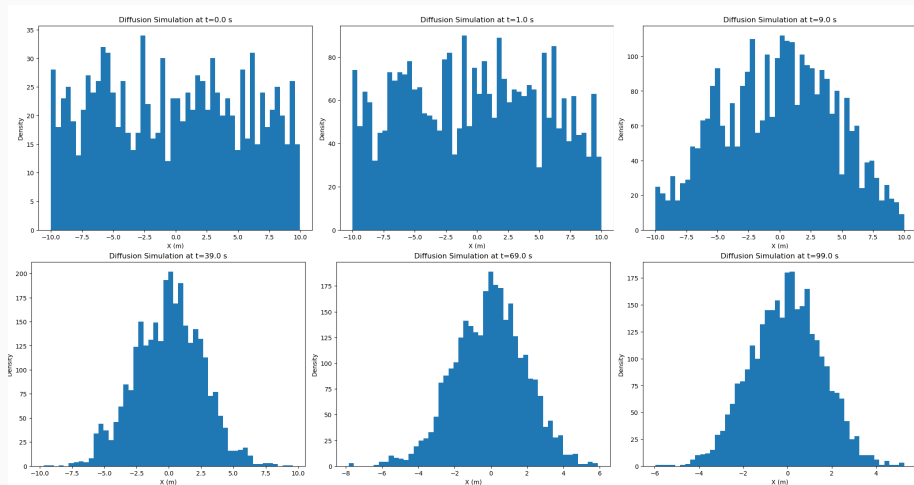 Diffusion Simulation at t=0.0 s
35
30
25
20
15
10
5
0
Density
-10.0 -7.5 -5.0 -2.5 0.0 2.5 5.0 7.5 10.0
X (m)
Diffusion Simulation at t=1.0 s
80
60
40
20
0
Density
-10.0 -7.5 -5.0 -2.5 0.0 2.5 5.0 7.5 10.0
X (m)
Diffusion Simulation at t=9.0 s
100
80
60
40
20
0
Density
-10.0 -7.5 -5.0 -2.5 0.0 2.5 5.0 7.5 10.0
X (m)
Diffusion Simulation at t=39.0 s
200
175
150
125
100
75
50
25
0
Density
-10.0 -7.5 -5.0 -2.5 0.0 2.5 5.0 7.5 10.0
X (m)
Diffusion Simulation at t=69.0 s
175
150
125
100
75
50
25
0
Density
-8 -6 -4 -2 0 2 4 6
X (m)
Diffusion Simulation at t=99.0 s
175
150
125
100
75
50
25
0
Density
-6 -4 -2 0 2 4
X (m)